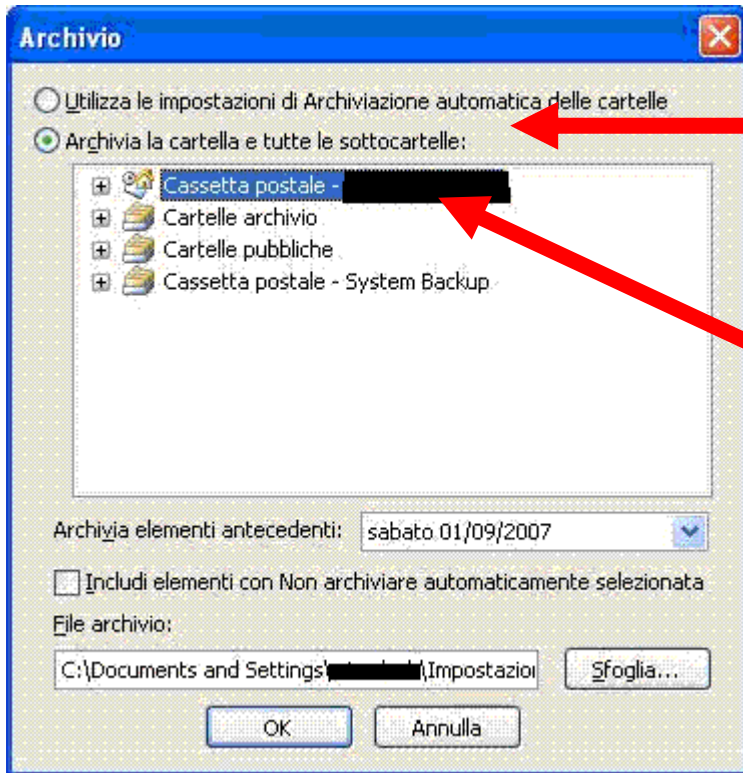 Archivio
Utilizza le impostazioni di Archiviazione automatica delle cartelle
Archivia la cartella e tutte le sottocartelle:
Cassetta postale -
Cartelle archivio
Cartelle pubbliche
Cassetta postale - System Backup
Archivia elementi antecedenti: sabato 01/09/2007
Includi elementi con Non archiviare automaticamente selezionata
File archivio:
C:\Documents and Settings\ \Impostazioi Sfoglia...
OK Annulla